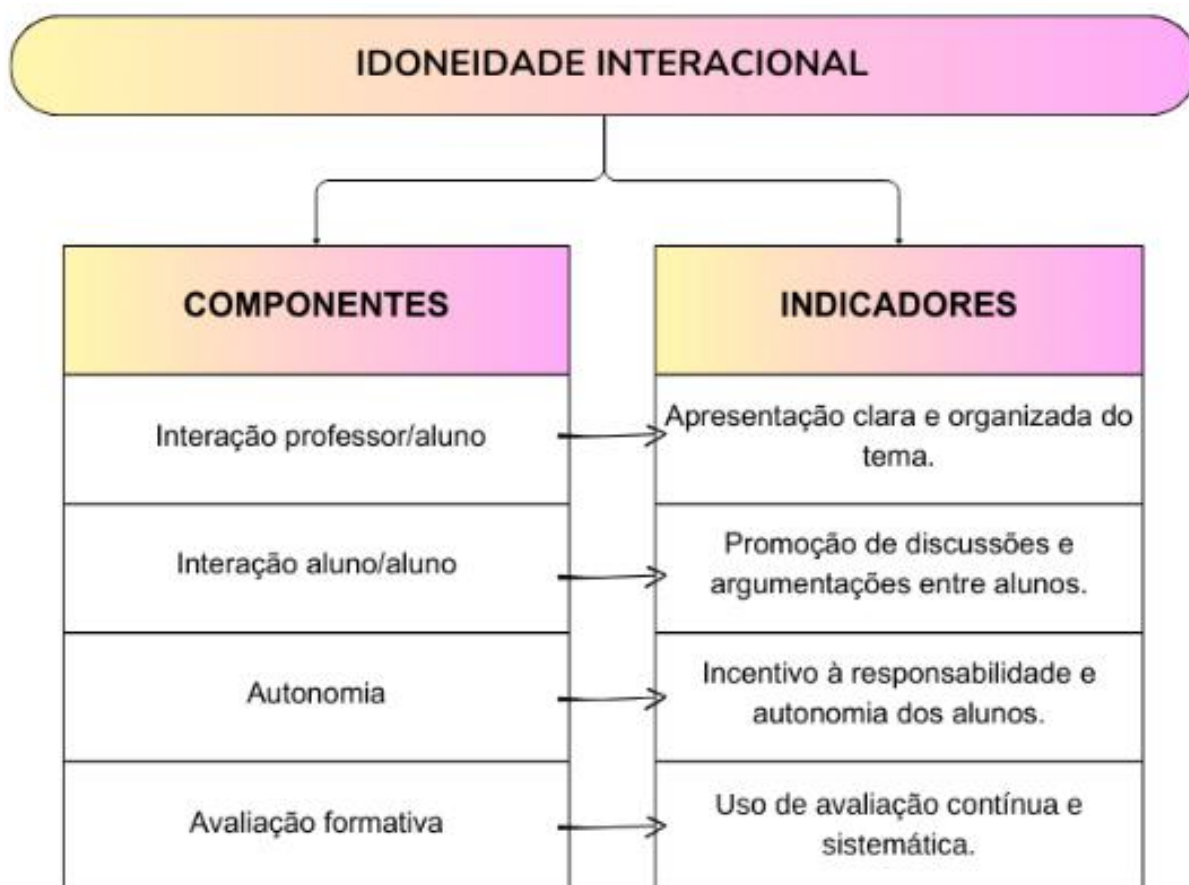 IDONEIDADE INTERACIONAL
COMPONENTES
INDICADORES
Interação professor/aluno
Apresentação clara e organizada do
tema.
Interação aluno/aluno
Promoção de discussões e
argumentações entre alunos.
Autonomia
Incentivo à responsabilidade e
autonomia dos alunos.
Avaliação formativa
Uso de avaliação contínua e
sistemática.